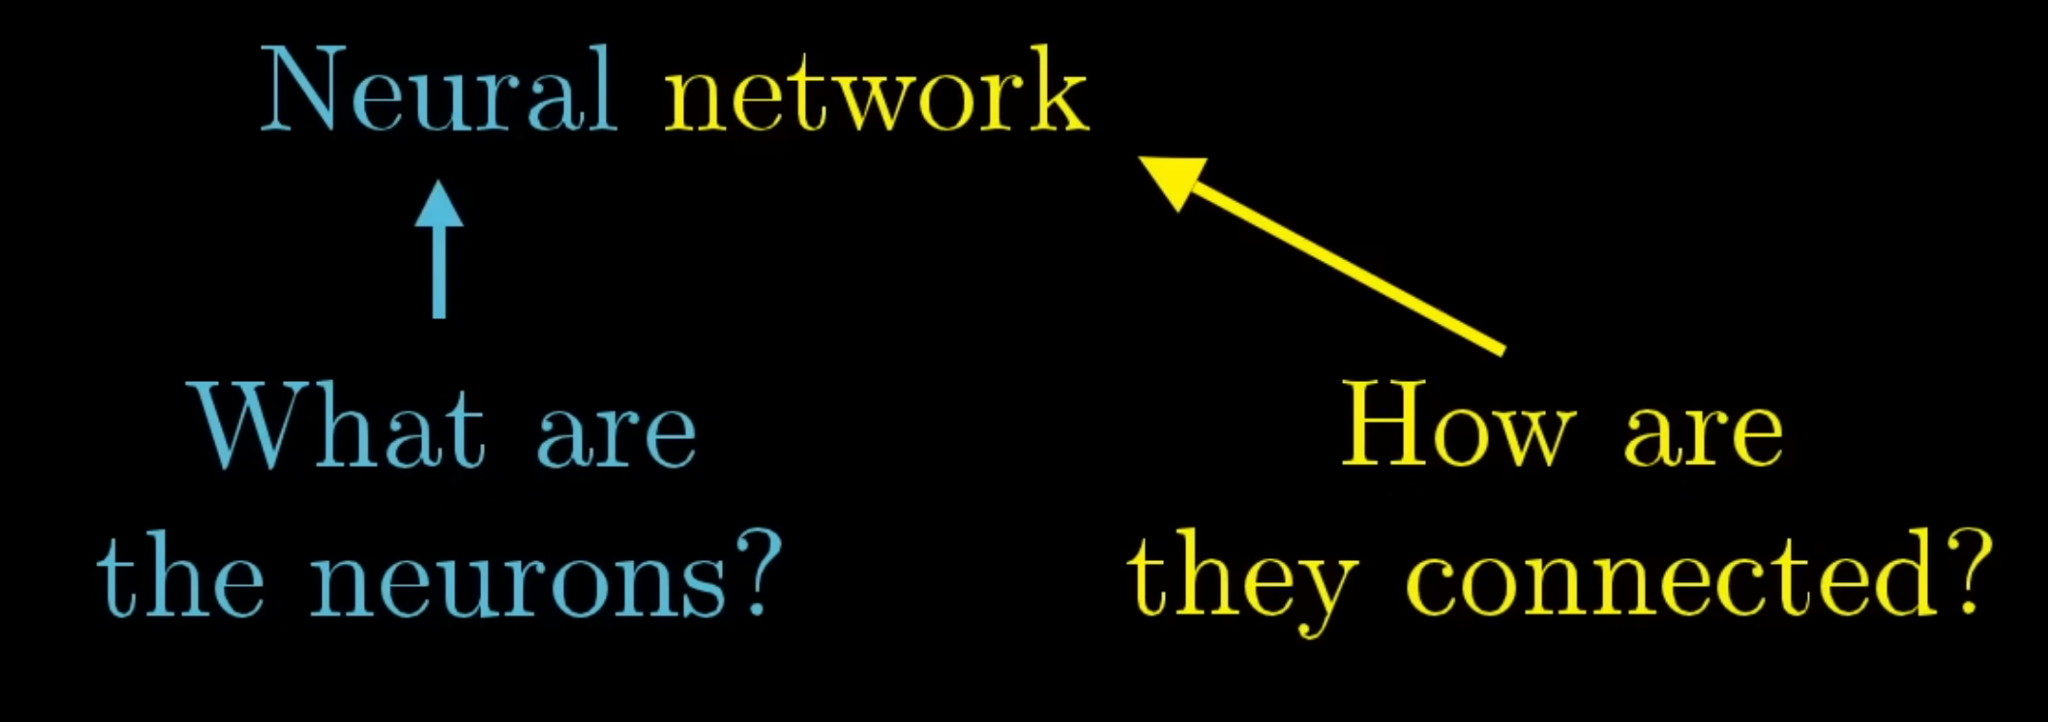 Neural network
What are
the neurons?
How are
they connected?